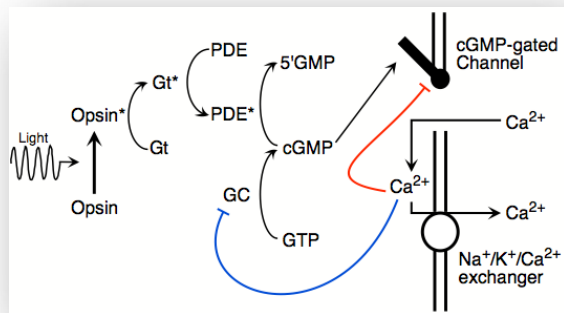 cGMP-gated
Channel
PDE
5'GMP
Gt*
Opsin*
PDE*
Ca²⁺
Light
Gt
cGMP
Ca²⁺
GC
Opsin
Ca²⁺
GTP
Na⁺/K⁺/Ca²⁺
exchanger